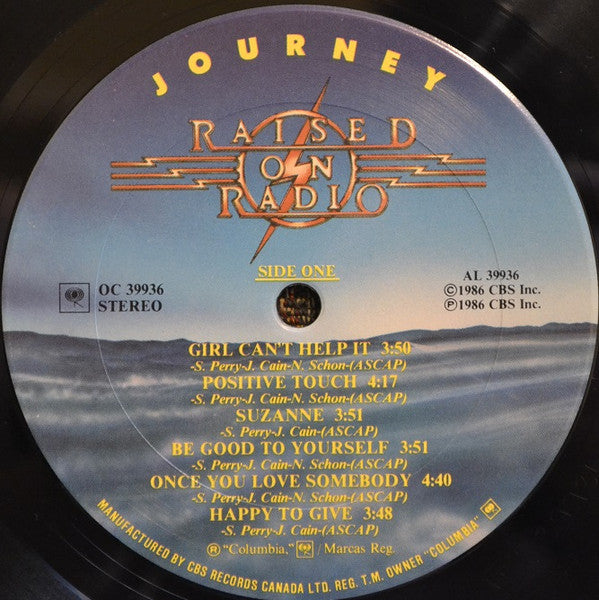 JOURNEY
RAISED
ON
RADIO
SIDE ONE
OC 39936
STEREO
AL 39936
©1986 CBS Inc.
℗1986 CBS Inc.
GIRL CAN'T HELP IT 3:50
-S. Perry-J. Cain-N. Schon-(ASCAP)
POSITIVE TOUCH 4:17
-S. Perry-J. Cain-N. Schon-(ASCAP)
SUZANNE 3:51
-S. Perry-J. Cain-(ASCAP)
BE GOOD TO YOURSELF 3:51
-S. Perry-J. Cain-N. Schon-(ASCAP)
ONCE YOU LOVE SOMEBODY 4:40
-S. Perry-J. Cain-N. Schon-(ASCAP)
HAPPY TO GIVE 3:48
-S. Perry-J. Cain-(ASCAP)
® "Columbia," / Marcas Reg.
MANUFACTURED BY CBS RECORDS CANADA LTD. REG. T.M. OWNER "COLUMBIA"